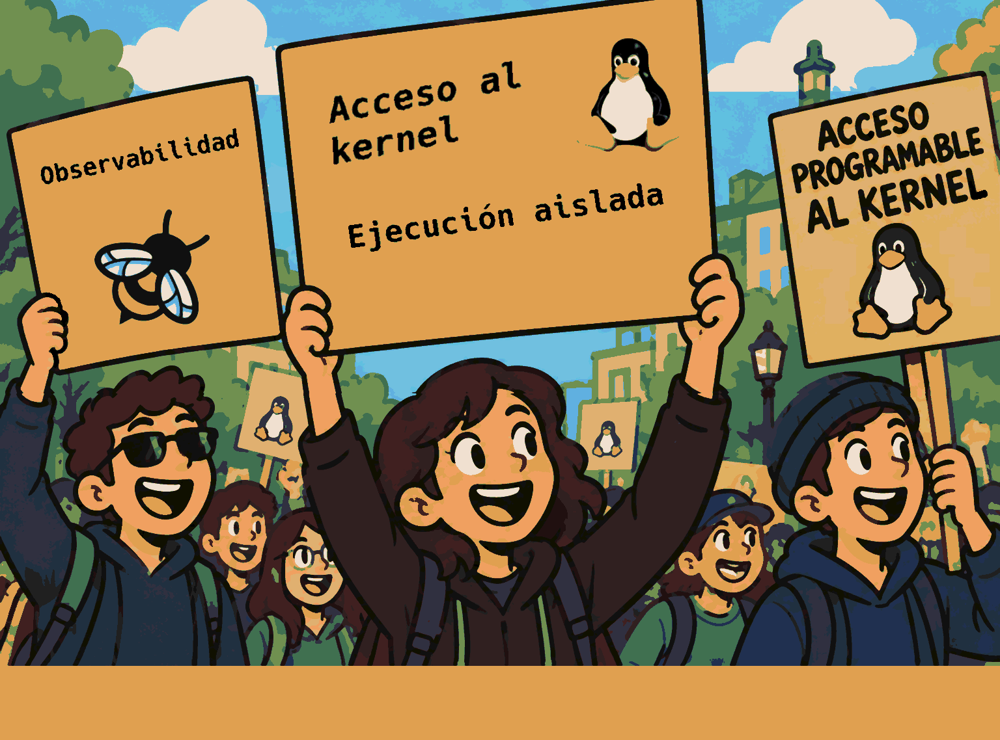 Observabilidad
Acceso al
kernel
Ejecución aislada
ACCESO
PROGRAMABLE
AL KERNEL